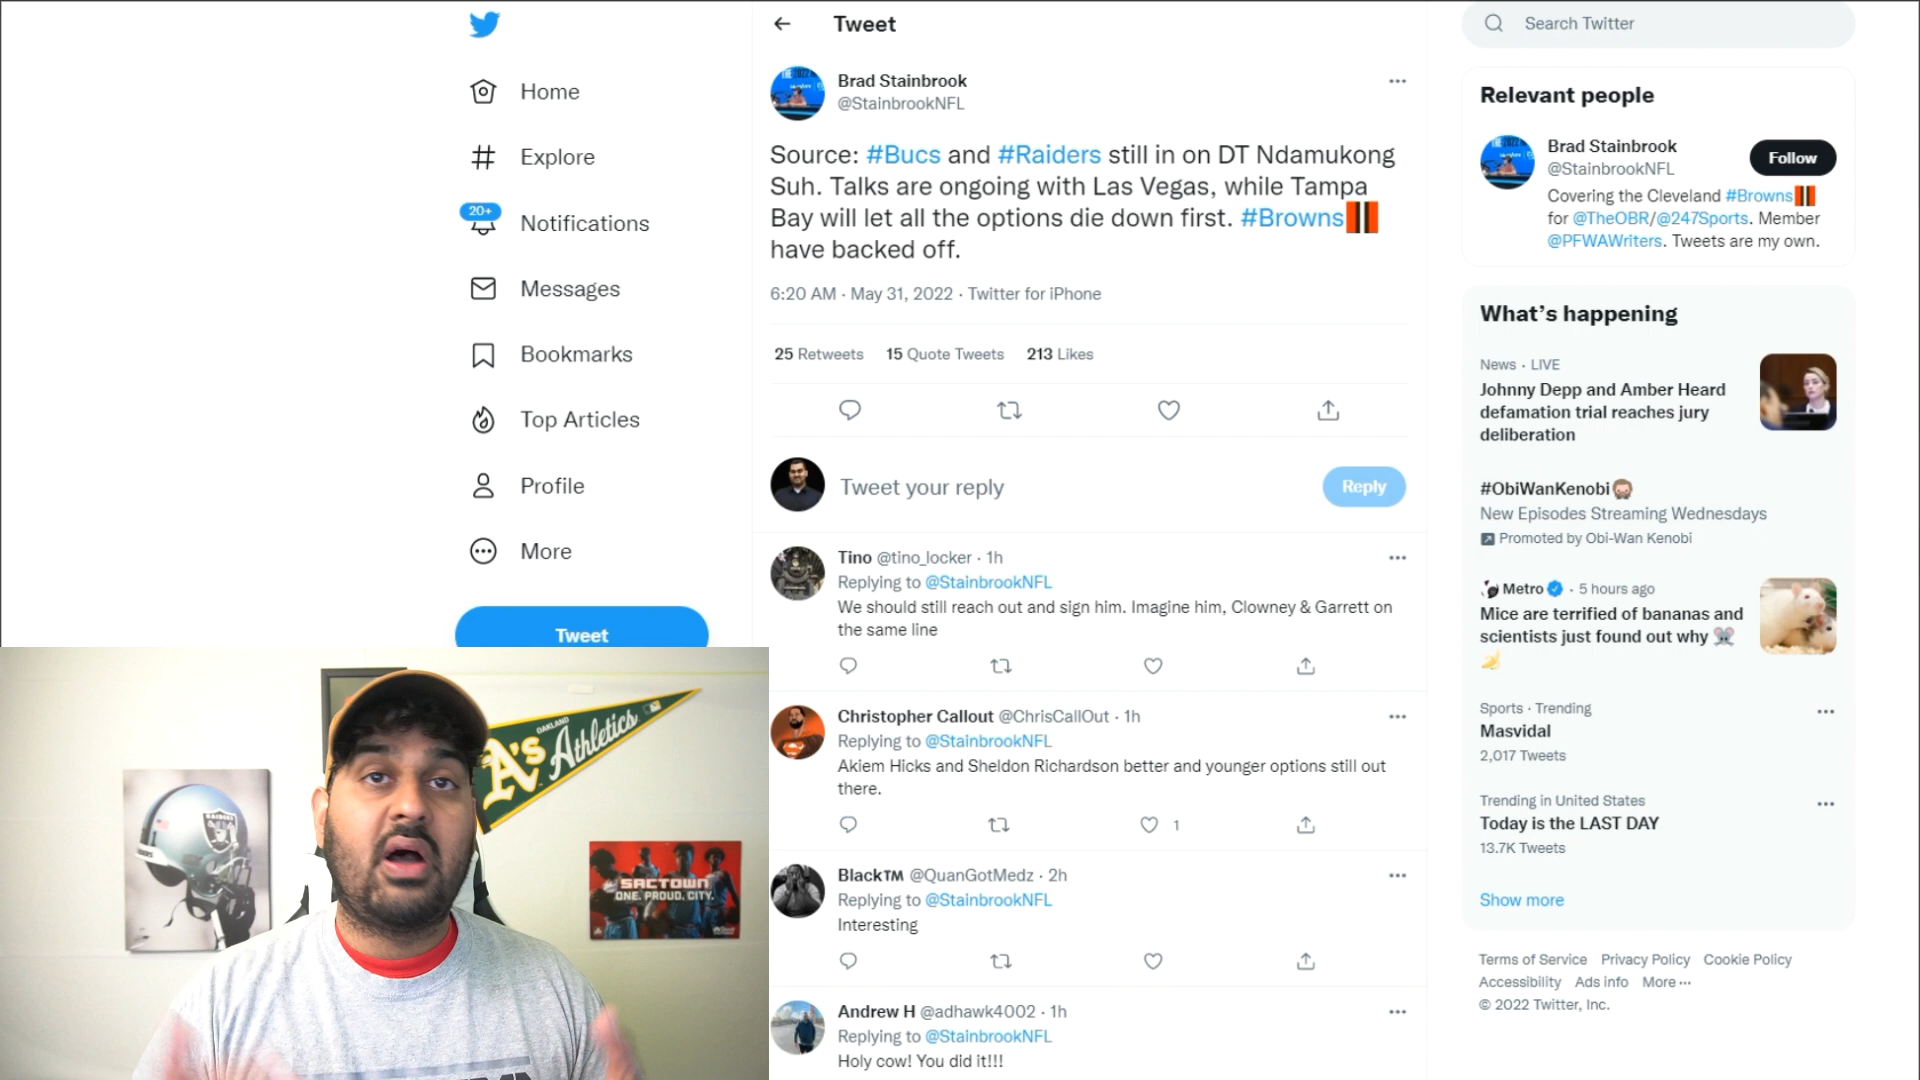 Home
Explore
20+
Notifications
Messages
Bookmarks
Top Articles
Profile
More
Tweet
Tweet
Brad Stainbrook
@StainbrookNFL
Source: #Bucs and #Raiders still in on DT Ndamukong
Suh. Talks are ongoing with Las Vegas, while Tampa
Bay will let all the options die down first. #Browns
have backed off.
6:20 AM · May 31, 2022 · Twitter for iPhone
25 Retweets 15 Quote Tweets 213 Likes
Tweet your reply
Reply
Tino @tino_locker · 1h
Replying to @StainbrookNFL
We should still reach out and sign him. Imagine him, Clowney & Garrett on
the same line
Christopher Callout @ChrisCallOut · 1h
Replying to @StainbrookNFL
Akiem Hicks and Sheldon Richardson better and younger options still out
there.
1
Black™ @QuanGotMedz · 2h
Replying to @StainbrookNFL
Interesting
Andrew H @adhawk4002 · 1h
Replying to @StainbrookNFL
Holy cow! You did it!!!
Search Twitter
Relevant people
Brad Stainbrook
@StainbrookNFL
Follow
Covering the Cleveland #Browns
for @TheOBR/@247Sports. Member
@PFWAWriters. Tweets are my own.
What's happening
News · LIVE
Johnny Depp and Amber Heard
defamation trial reaches jury
deliberation
#ObiWanKenobi
New Episodes Streaming Wednesdays
Promoted by Obi-Wan Kenobi
Metro · 5 hours ago
Mice are terrified of bananas and
scientists just found out why
Sports · Trending
Masvidal
2,017 Tweets
Trending in United States
Today is the LAST DAY
13.7K Tweets
Show more
Terms of Service Privacy Policy Cookie Policy
Accessibility Ads info More ···
© 2022 Twitter, Inc.
OAKLAND
A's Athletics
RAIDERS
SACTOWN
ONE. PROUD. CITY.